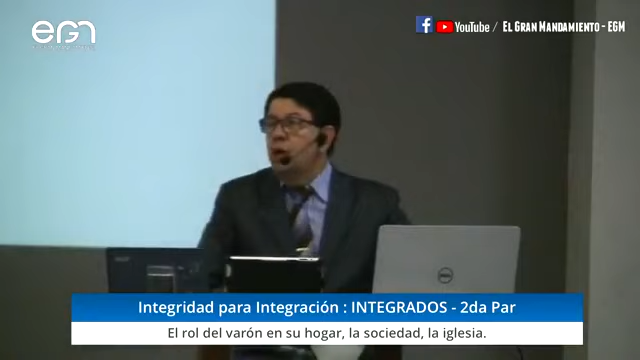 EGM
YouTube / EL GRAN MANDAMIENTO - EGM
DELL
Integridad para Integración : INTEGRADOS - 2da Par
El rol del varón en su hogar, la sociedad, la iglesia.